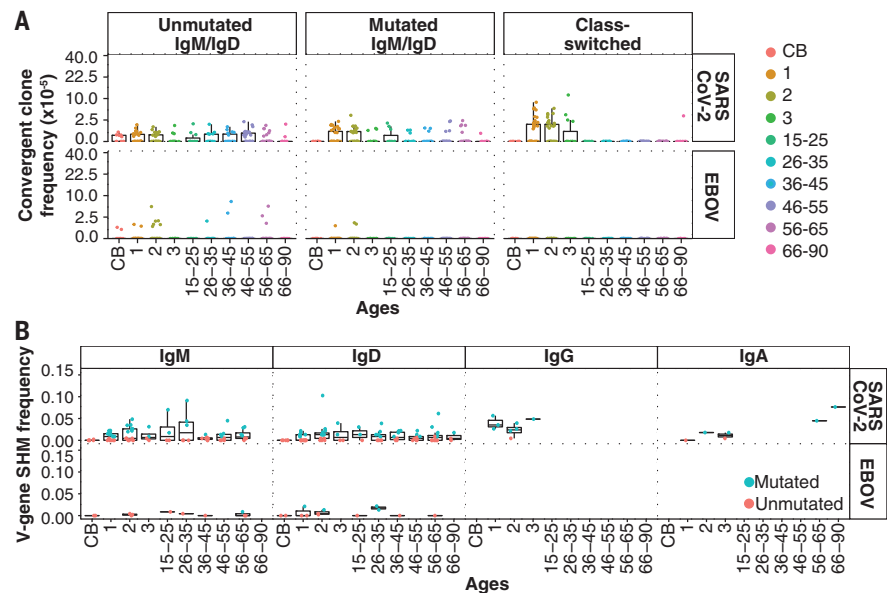 A
Unmutated IgM/IgD
Mutated IgM/IgD
Class-switched
Convergent clone frequency (x10⁻⁵)
40.0
22.5
10.0
2.5
0.0
SARS CoV-2
40.0
22.5
10.0
2.5
0.0
EBOV
CB 1 2 3 15-25 26-35 36-45 46-55 56-65 66-90
CB 1 2 3 15-25 26-35 36-45 46-55 56-65 66-90
CB 1 2 3 15-25 26-35 36-45 46-55 56-65 66-90
Ages
CB
1
2
3
15-25
26-35
36-45
46-55
56-65
66-90
B
IgM
IgD
IgG
IgA
V-gene SHM frequency
0.15
0.10
0.05
0.00
SARS CoV-2
0.15
0.10
0.05
0.00
EBOV
Mutated
Unmutated
CB 1 2 3 15-25 26-35 36-45 46-55 56-65 66-90
CB 1 2 3 15-25 26-35 36-45 46-55 56-65 66-90
CB 1 2 3 15-25 26-35 36-45 46-55 56-65 66-90
CB 1 2 3 15-25 26-35 36-45 46-55 56-65 66-90
Ages